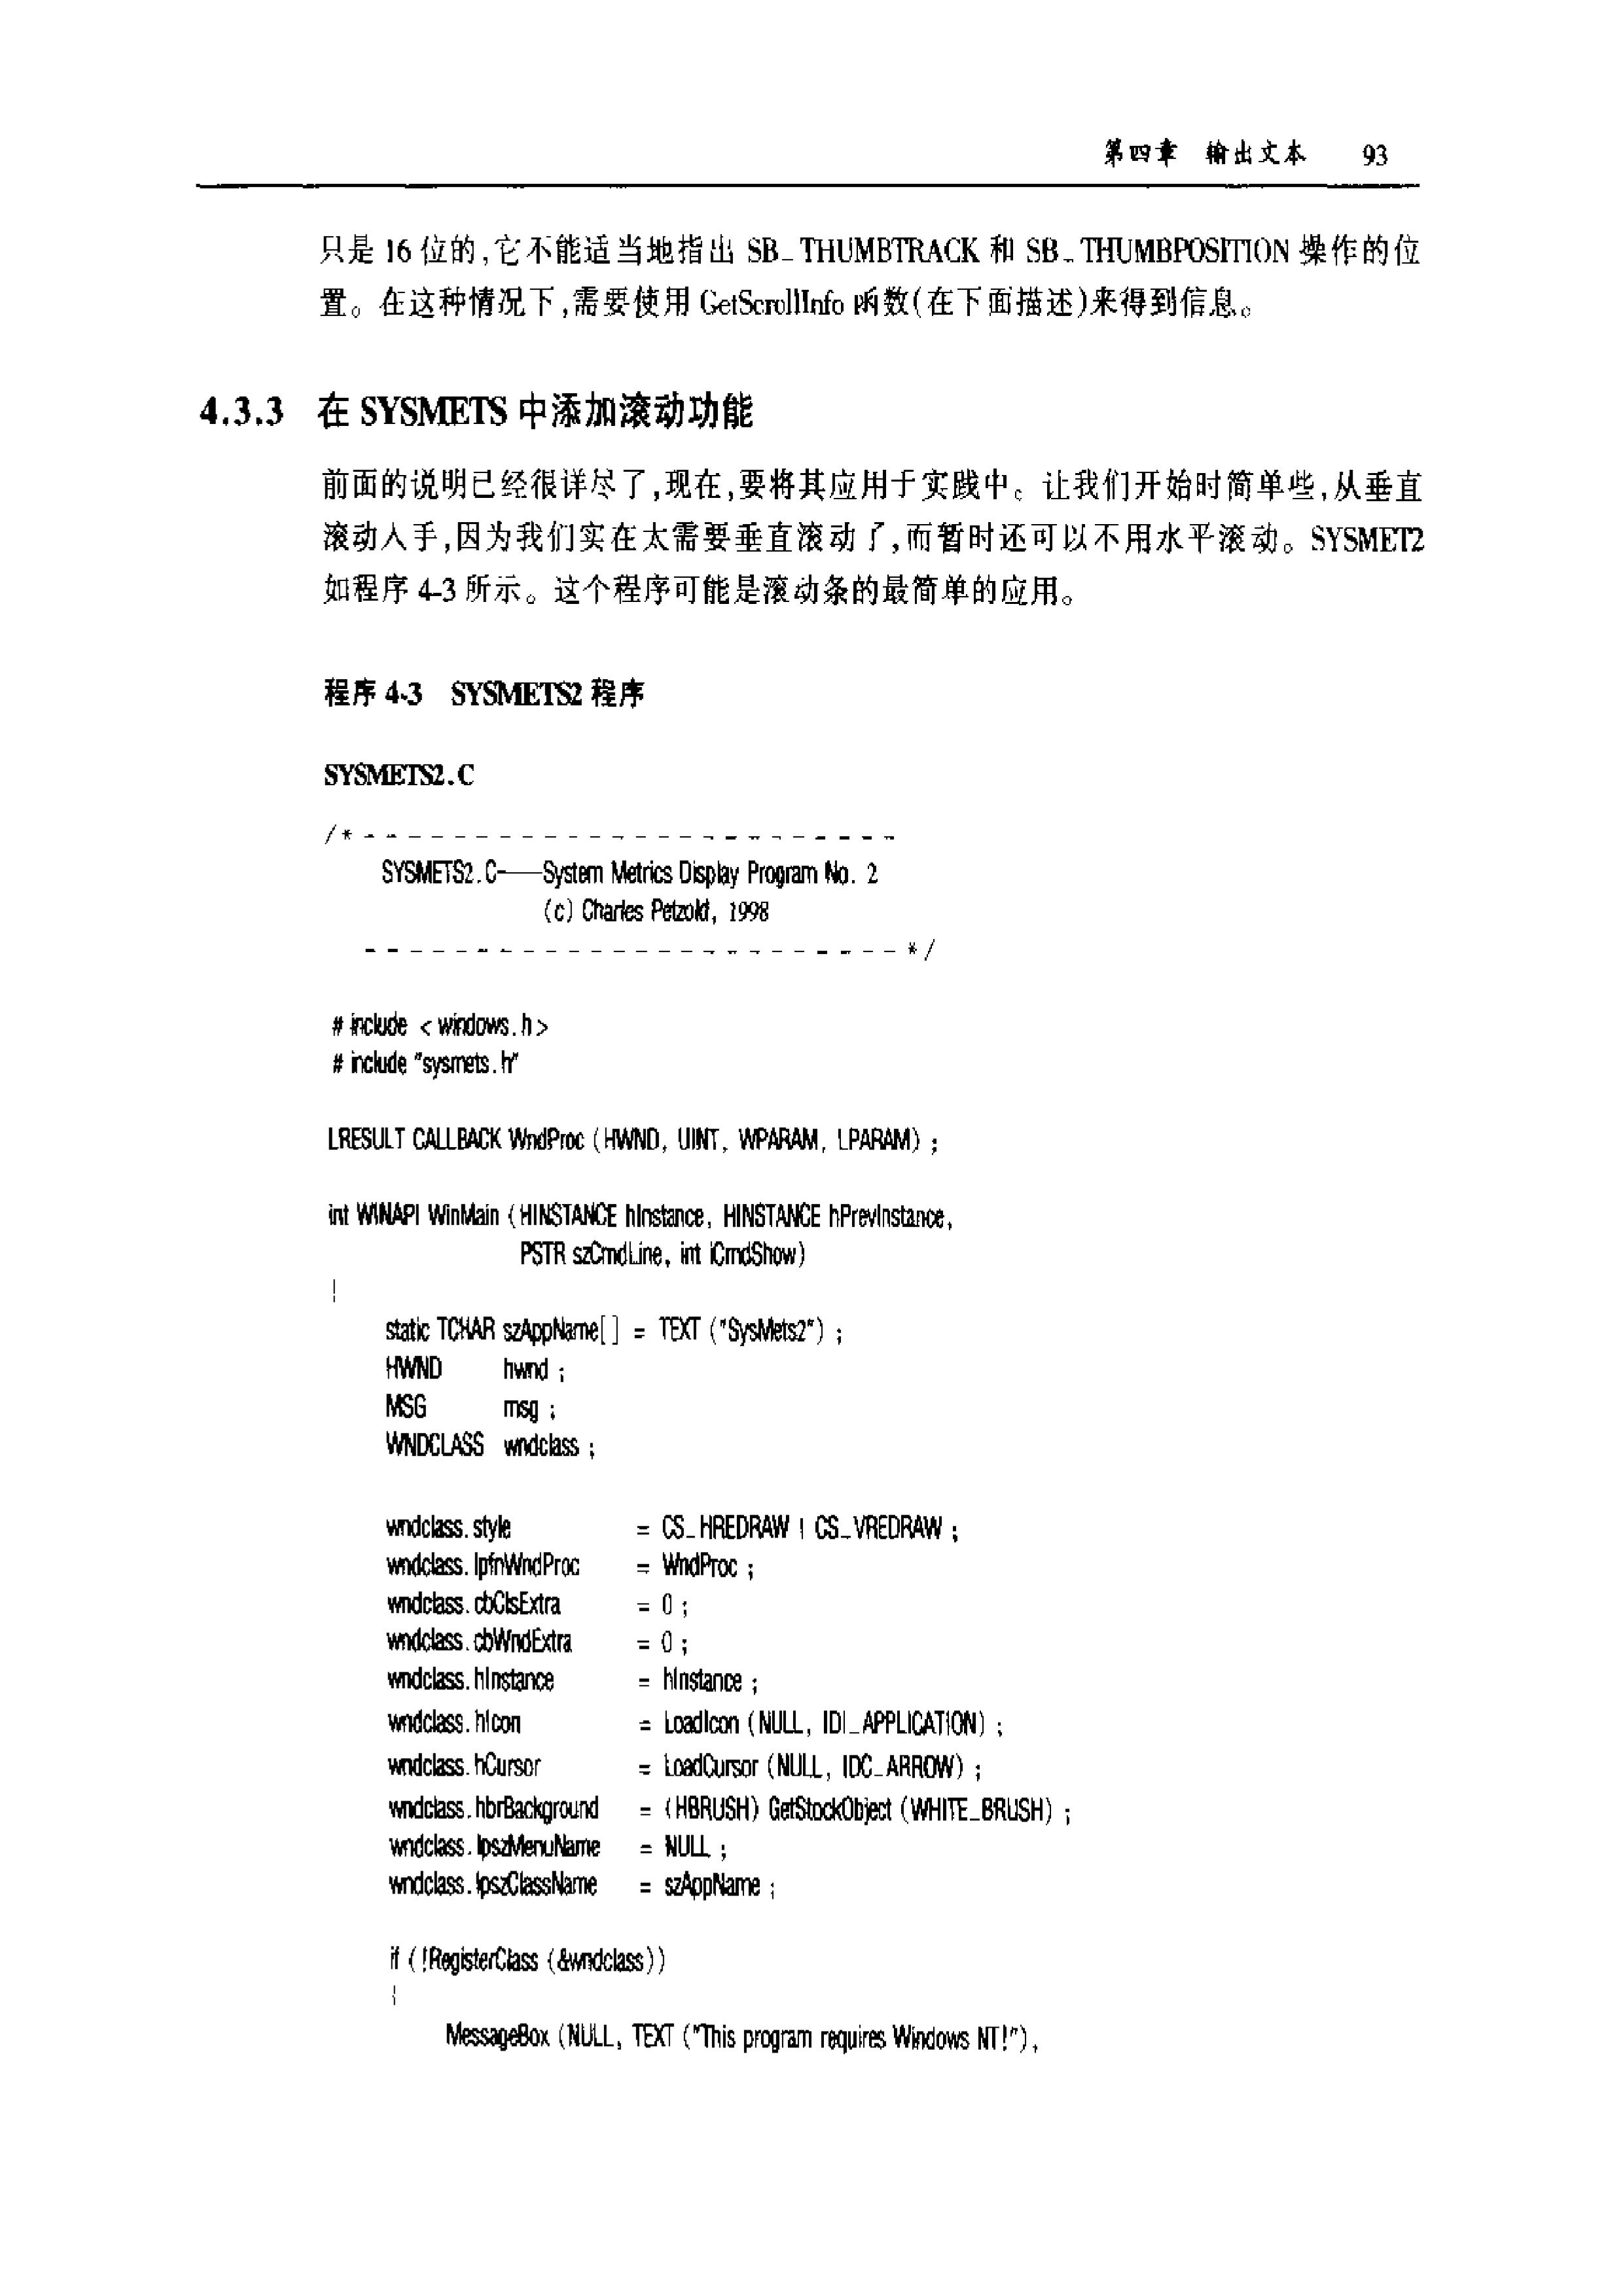 第四章 输出文本 93
只是 16 位的,它不能适当地指出 SB_THUMBTRACK 和 SB_THUMBPOSITION 操作的位
置。在这种情况下,需要使用 GetScrollInfo 函数(在下面描述)来得到信息。
4.3.3 在 SYSMETS 中添加滚动功能
前面的说明已经很详尽了,现在,要将其应用于实践中。让我们开始时简单些,从垂直
滚动入手,因为我们实在太需要垂直滚动了,而暂时还可以不用水平滚动。SYSMET2
如程序 4-3 所示。这个程序可能是滚动条的最简单的应用。
程序 4-3 SYSMETS2 程序
SYSMETS2.C
/* - - - - - - - - - - - - - - - - - - - - - - - -
SYSMETS2.C——System Metrics Display Program No. 2
(c) Charles Petzold, 1998
- - - - - - - - - - - - - - - - - - - - - - - - */
# include < windows.h >
# include "sysmets.h"
LRESULT CALLBACK WndProc (HWND, UINT, WPARAM, LPARAM) ;
int WINAPI WinMain (HINSTANCE hInstance, HINSTANCE hPrevInstance,
PSTR szCmdLine, int iCmdShow)
{
static TCHAR szAppName[ ] = TEXT ("SysMets2") ;
HWND hwnd ;
MSG msg ;
WNDCLASS wndclass ;
wndclass.style = CS_HREDRAW | CS_VREDRAW ;
wndclass.lpfnWndProc = WndProc ;
wndclass.cbClsExtra = 0 ;
wndclass.cbWndExtra = 0 ;
wndclass.hInstance = hInstance ;
wndclass.hIcon = LoadIcon (NULL, IDI_APPLICATION) ;
wndclass.hCursor = LoadCursor (NULL, IDC_ARROW) ;
wndclass.hbrBackground = (HBRUSH) GetStockObject (WHITE_BRUSH) ;
wndclass.lpszMenuName = NULL ;
wndclass.lpszClassName = szAppName ;
if (!RegisterClass (&wndclass))
{
MessageBox (NULL, TEXT ("This program requires Windows NT!"),